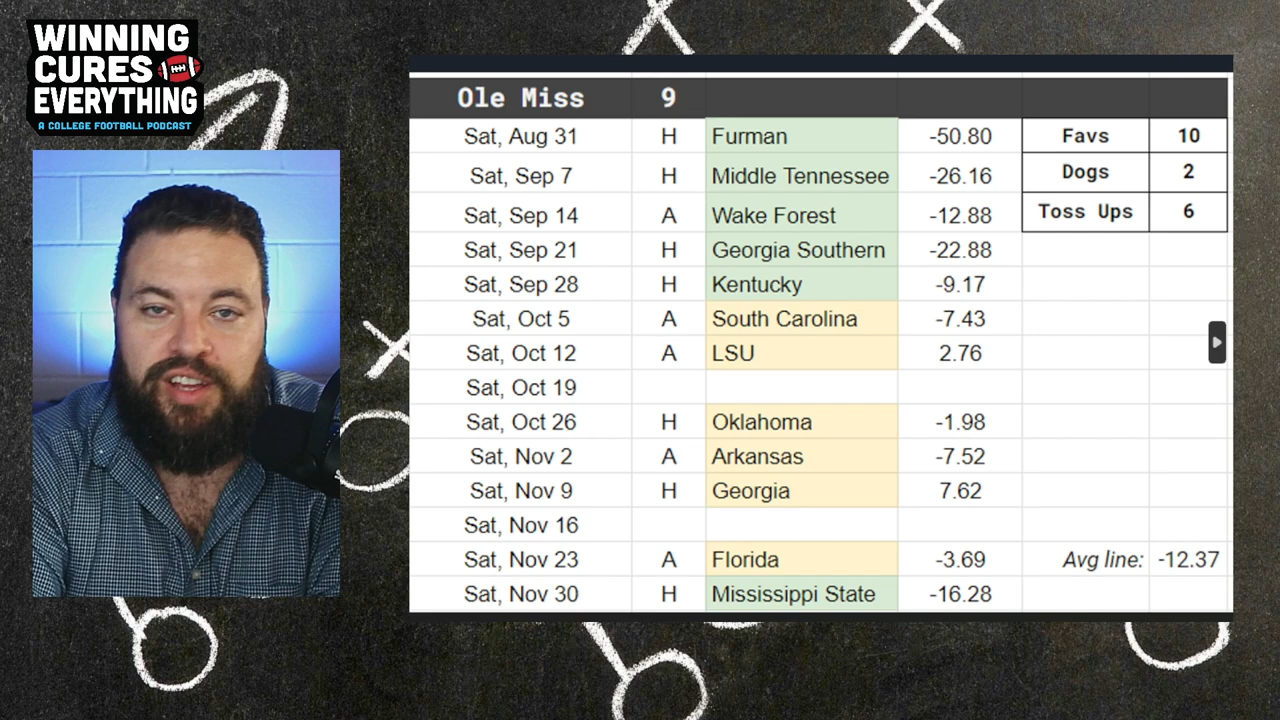 WINNING
CURES
EVERYTHING
A COLLEGE FOOTBALL PODCAST
Ole Miss 9
Sat, Aug 31 H Furman -50.80 Favs 10
Sat, Sep 7 H Middle Tennessee -26.16 Dogs 2
Sat, Sep 14 A Wake Forest -12.88 Toss Ups 6
Sat, Sep 21 H Georgia Southern -22.88
Sat, Sep 28 H Kentucky -9.17
Sat, Oct 5 A South Carolina -7.43
Sat, Oct 12 A LSU 2.76
Sat, Oct 19
Sat, Oct 26 H Oklahoma -1.98
Sat, Nov 2 A Arkansas -7.52
Sat, Nov 9 H Georgia 7.62
Sat, Nov 16
Sat, Nov 23 A Florida -3.69 Avg line: -12.37
Sat, Nov 30 H Mississippi State -16.28